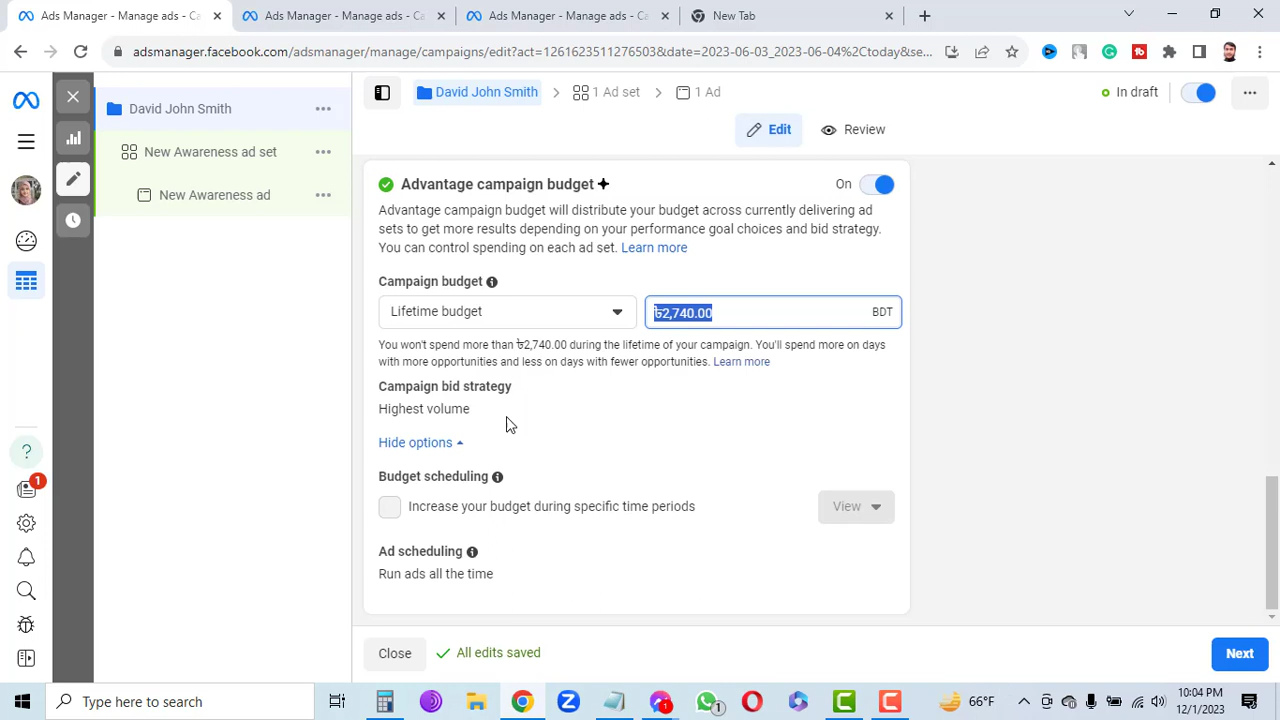 Ads Manager - Manage ads - Ca
Ads Manager - Manage ads - Cam
Ads Manager - Manage ad set - C
New Tab
adsmanager.facebook.com/adsmanager/manage/campaigns/edit?act=1261623511276503&date=2023-06-03_2023-06-04%2Ctoday&se...
David John Smith
New Awareness ad set
New Awareness ad
David John Smith
1 Ad set
1 Ad
In draft
Edit
Review
Advantage campaign budget
On
Advantage campaign budget will distribute your budget across currently delivering ad
sets to get more results depending on your performance goal choices and bid strategy.
You can control spending on each ad set. Learn more
Campaign budget
Lifetime budget
৳2,740.00
BDT
You won't spend more than ৳2,740.00 during the lifetime of your campaign. You'll spend more on days
with more opportunities and less on days with fewer opportunities. Learn more
Campaign bid strategy
Highest volume
Hide options
Budget scheduling
Increase your budget during specific time periods
View
Ad scheduling
Run ads all the time
1
Close
All edits saved
Next
Type here to search
1
1
66°F
10:04 PM
12/1/2023